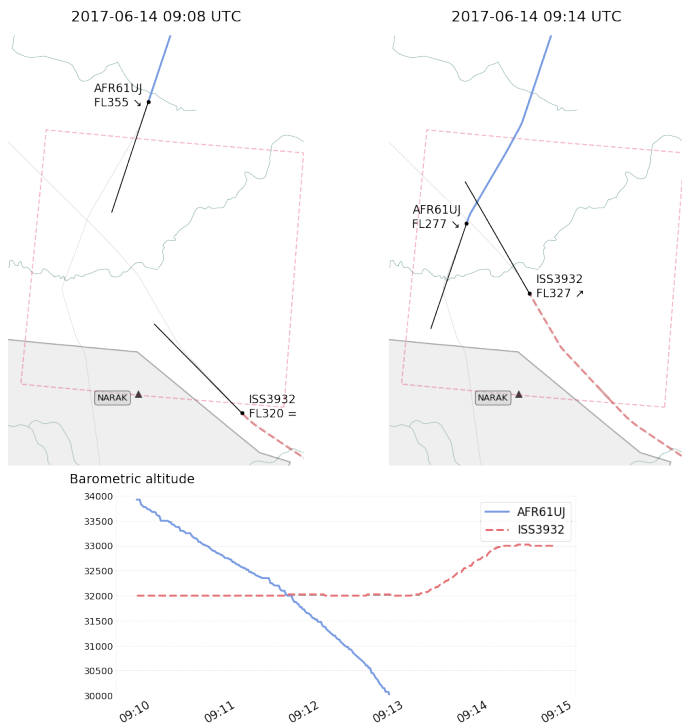 2017-06-14 09:08 UTC
AFR61UJ
FL355 ↘
ISS3932
FL320 =
NARAK
2017-06-14 09:14 UTC
AFR61UJ
FL277 ↘
ISS3932
FL327 ↗
NARAK
Barometric altitude
34000
33500
33000
32500
32000
31500
31000
30500
30000
AFR61UJ
ISS3932
09:10
09:11
09:12
09:13
09:14
09:15